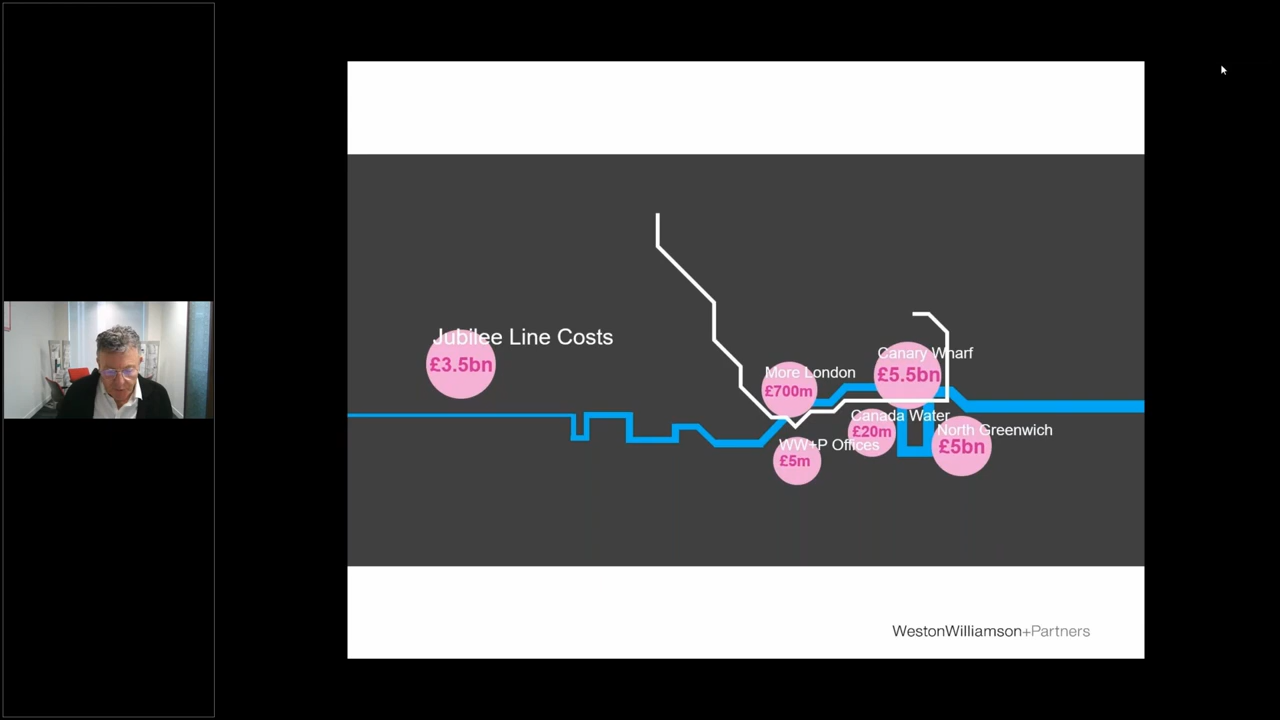 Jubilee Line Costs
£3.5bn
More London
£700m
Canary Wharf
£5.5bn
Canada Water
£20m
North Greenwich
£5bn
WW+P Offices
£5m
WestonWilliamson+Partners